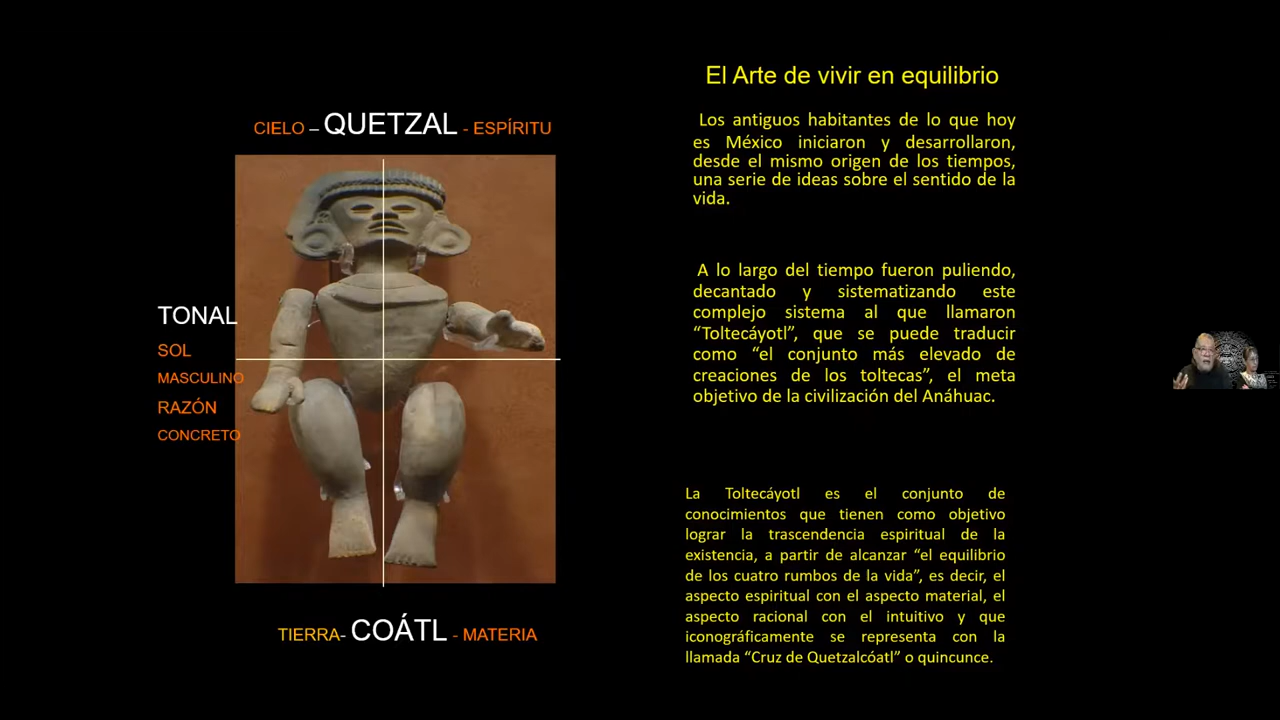 CIELO – QUETZAL - ESPÍRITU
TONAL
SOL
MASCULINO
RAZÓN
CONCRETO
TIERRA- COÁTL - MATERIA
El Arte de vivir en equilibrio
Los antiguos habitantes de lo que hoy
es México iniciaron y desarrollaron,
desde el mismo origen de los tiempos,
una serie de ideas sobre el sentido de la
vida.
A lo largo del tiempo fueron puliendo,
decantado y sistematizando este
complejo sistema al que llamaron
“Toltecáyotl”, que se puede traducir
como “el conjunto más elevado de
creaciones de los toltecas”, el meta
objetivo de la civilización del Anáhuac.
La Toltecáyotl es el conjunto de
conocimientos que tienen como objetivo
lograr la trascendencia espiritual de la
existencia, a partir de alcanzar “el equilibrio
de los cuatro rumbos de la vida”, es decir, el
aspecto espiritual con el aspecto material, el
aspecto racional con el intuitivo y que
iconográficamente se representa con la
llamada “Cruz de Quetzalcóatl” o quincunce.